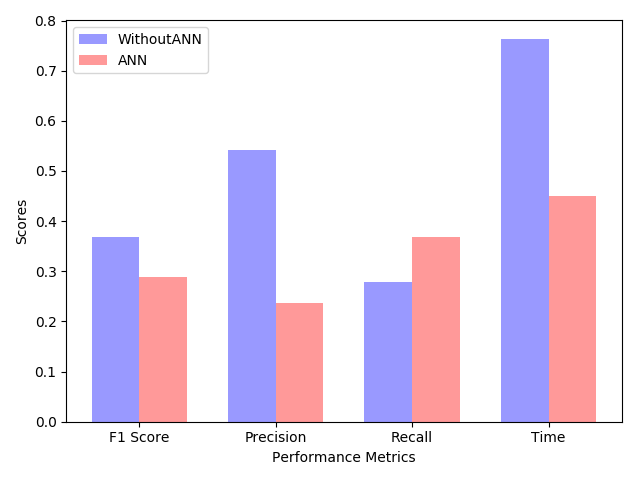 WithoutANN
ANN
Scores
0.8
0.7
0.6
0.5
0.4
0.3
0.2
0.1
0.0
F1 Score
Precision
Recall
Time
Performance Metrics